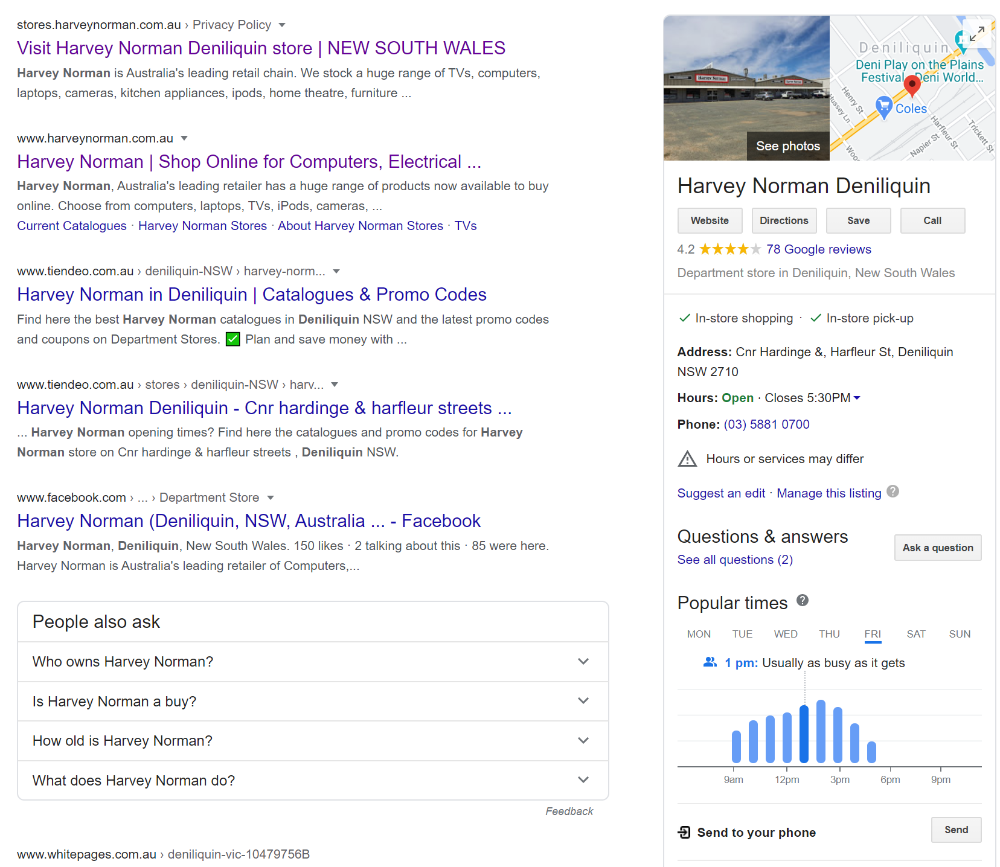 stores.harveynorman.com.au › Privacy Policy
Visit Harvey Norman Deniliquin store | NEW SOUTH WALES
Harvey Norman is Australia's leading retail chain. We stock a huge range of TVs, computers,
laptops, cameras, kitchen appliances, ipods, home theatre, furniture ...
www.harveynorman.com.au
Harvey Norman | Shop Online for Computers, Electrical ...
Harvey Norman, Australia's leading retailer has a huge range of products now available to buy
online. Choose from computers, laptops, TVs, iPods, cameras, ...
Current Catalogues · Harvey Norman Stores · About Harvey Norman Stores · TVs
www.tiendeo.com.au › deniliquin-NSW › harvey-norm...
Harvey Norman in Deniliquin | Catalogues & Promo Codes
Find here the best Harvey Norman catalogues in Deniliquin NSW and the latest promo codes
and coupons on Department Stores. ✅ Plan and save money with ...
www.tiendeo.com.au › stores › deniliquin-NSW › harv...
Harvey Norman Deniliquin - Cnr hardinge & harfleur streets ...
... Harvey Norman opening times? Find here the catalogues and promo codes for Harvey
Norman store on Cnr hardinge & harfleur streets , Deniliquin NSW.
www.facebook.com › ... › Department Store
Harvey Norman (Deniliquin, NSW, Australia ... - Facebook
Harvey Norman, Deniliquin, New South Wales. 150 likes · 2 talking about this · 85 were here.
Harvey Norman is Australia's leading retailer of Computers,...
People also ask
Who owns Harvey Norman?
Is Harvey Norman a buy?
How old is Harvey Norman?
What does Harvey Norman do?
Feedback
www.whitepages.com.au › deniliquin-vic-10479756B
Harvey Norman
See photos
Deniliquin
Deni Play on the Plains
Festival, Deni World...
Henry St
Hussey Ln
Coles
Harfleur St
Trickett St
Napier St
Harvey Norman Deniliquin
Website
Directions
Save
Call
4.2 78 Google reviews
Department store in Deniliquin, New South Wales
In-store shopping · In-store pick-up
Address: Cnr Hardinge &, Harfleur St, Deniliquin
NSW 2710
Hours: Open · Closes 5:30PM
Phone: (03) 5881 0700
Hours or services may differ
Suggest an edit · Manage this listing ?
Questions & answers
See all questions (2)
Ask a question
Popular times ?
MON TUE WED THU FRI SAT SUN
1 pm: Usually as busy as it gets
9am 12pm 3pm 6pm 9pm
Send to your phone
Send